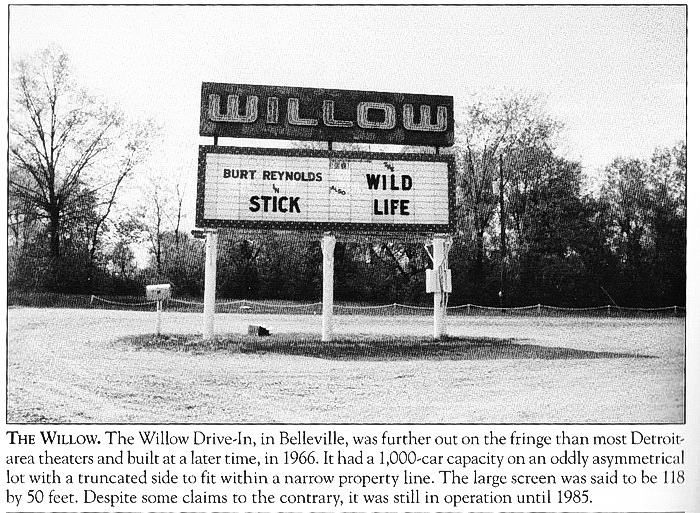 WILLOW
BURT REYNOLDS
IN
STICK
ALSO
THE
WILD
LIFE
THE WILLOW. The Willow Drive-In, in Belleville, was further out on the fringe than most Detroit-
area theaters and built at a later time, in 1966. It had a 1,000-car capacity on an oddly asymmetrical
lot with a truncated side to fit within a narrow property line. The large screen was said to be 118
by 50 feet. Despite some claims to the contrary, it was still in operation until 1985.